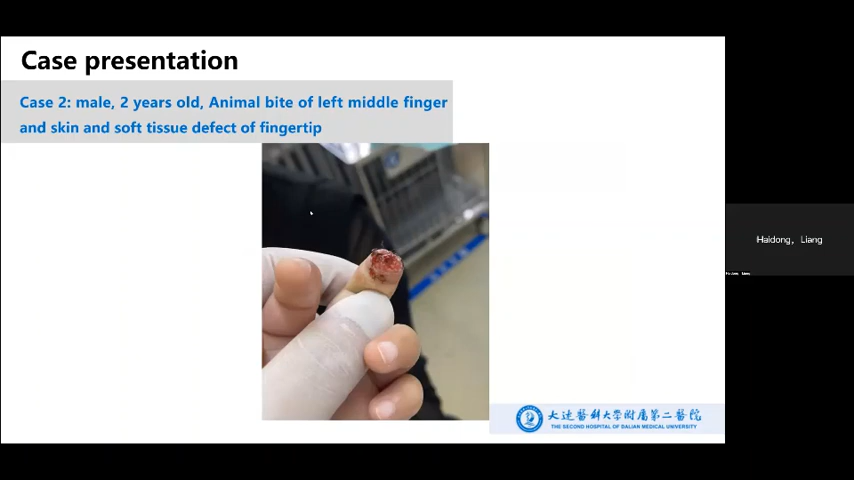 Case presentation
Case 2: male, 2 years old, Animal bite of left middle finger
and skin and soft tissue defect of fingertip
Haidong, Liang
大连医科大学附属第二医院
THE SECOND HOSPITAL OF DALIAN MEDICAL UNIVERSITY